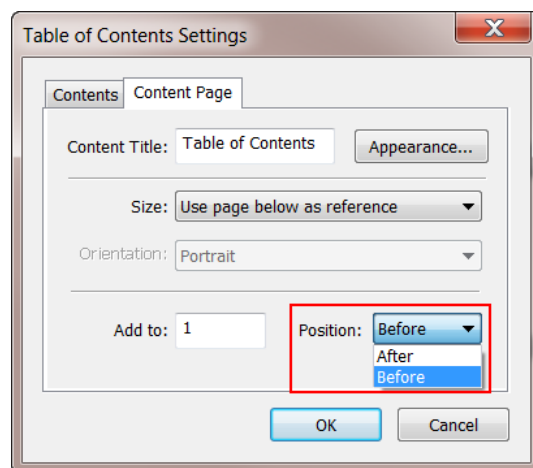 Table of Contents Settings
X
Contents Content Page
Content Title: Table of Contents Appearance...
Size: Use page below as reference
Orientation: Portrait
Add to: 1 Position: Before
After
Before
OK Cancel